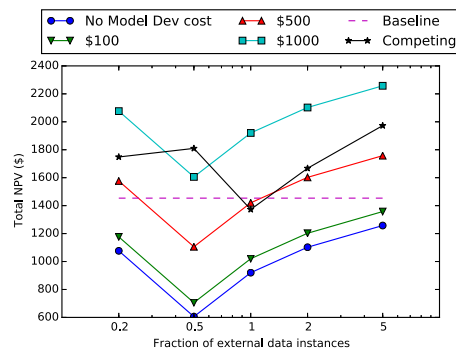 No Model Dev cost $500 Baseline
$100 $1000 Competing
2400
2200
2000
1800
1600
1400
1200
1000
800
600
Total NPV ($)
0.2 0.5 1 2 5
Fraction of external data instances